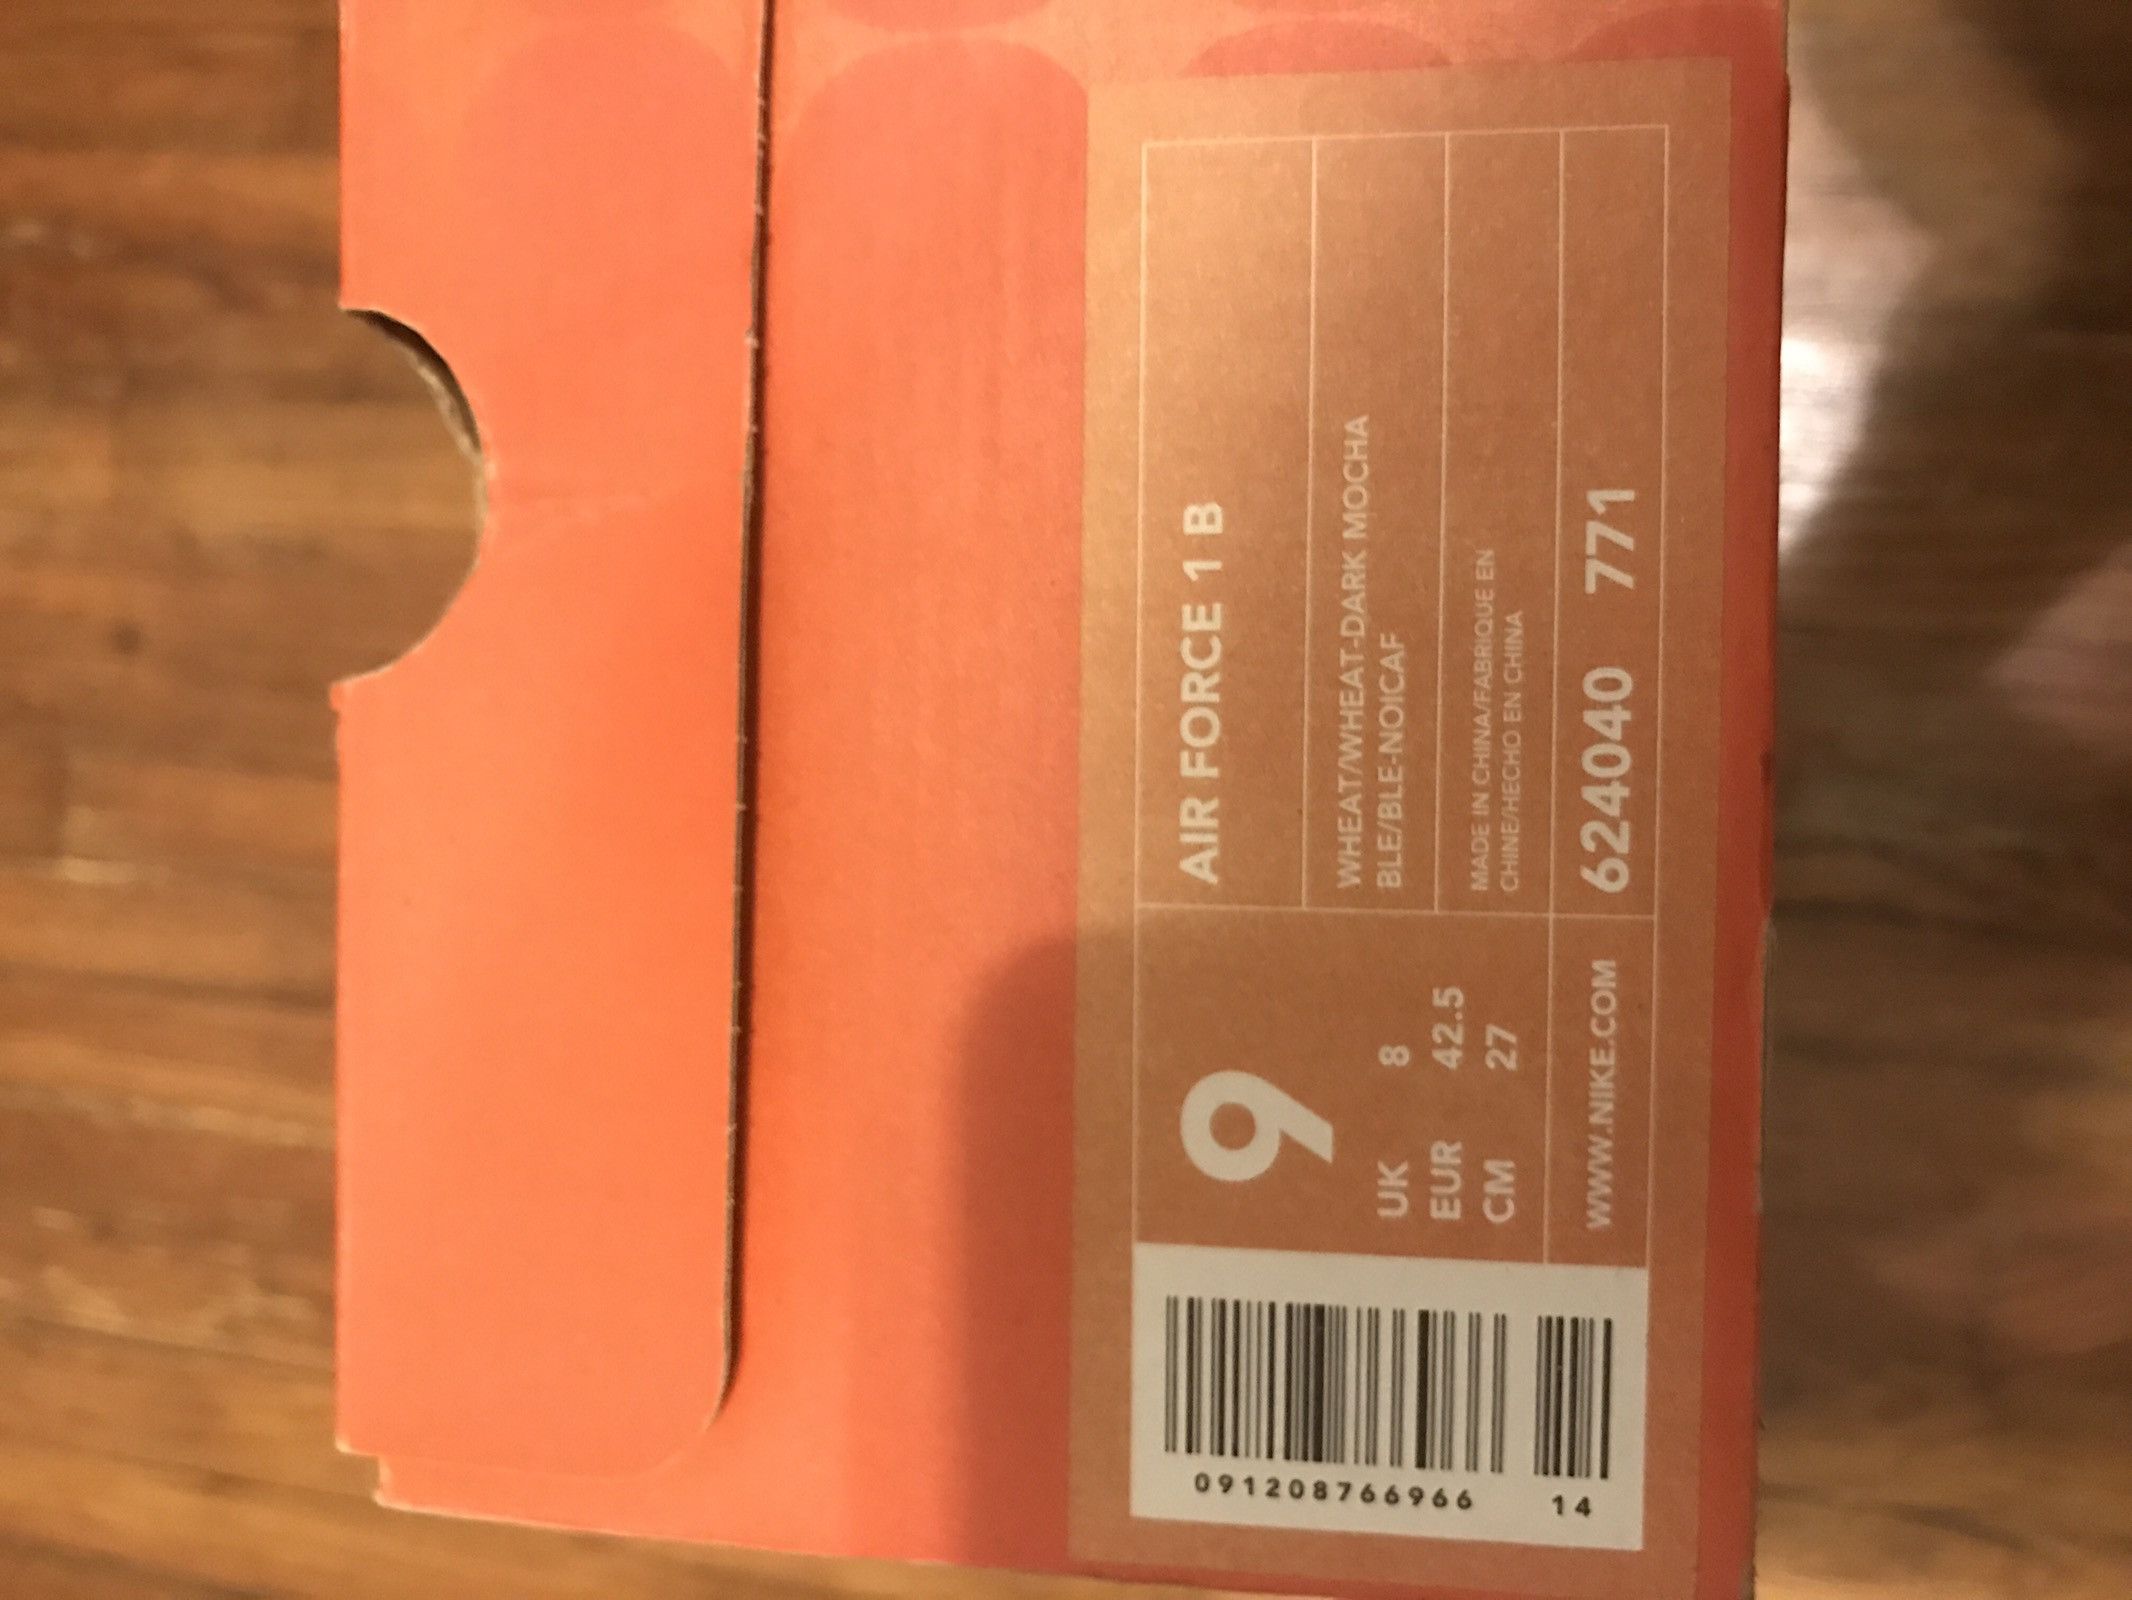 AIR FORCE 1 B
WHEAT/WHEAT-DARK MOCHA
BLE/BLE-NOICAF
MADE IN CHINA/FABRIQUE EN
CHINE/HECHO EN CHINA
624040 771
9
UK 8
EUR 42.5
CM 27
WWW.NIKE.COM
091208766966 14